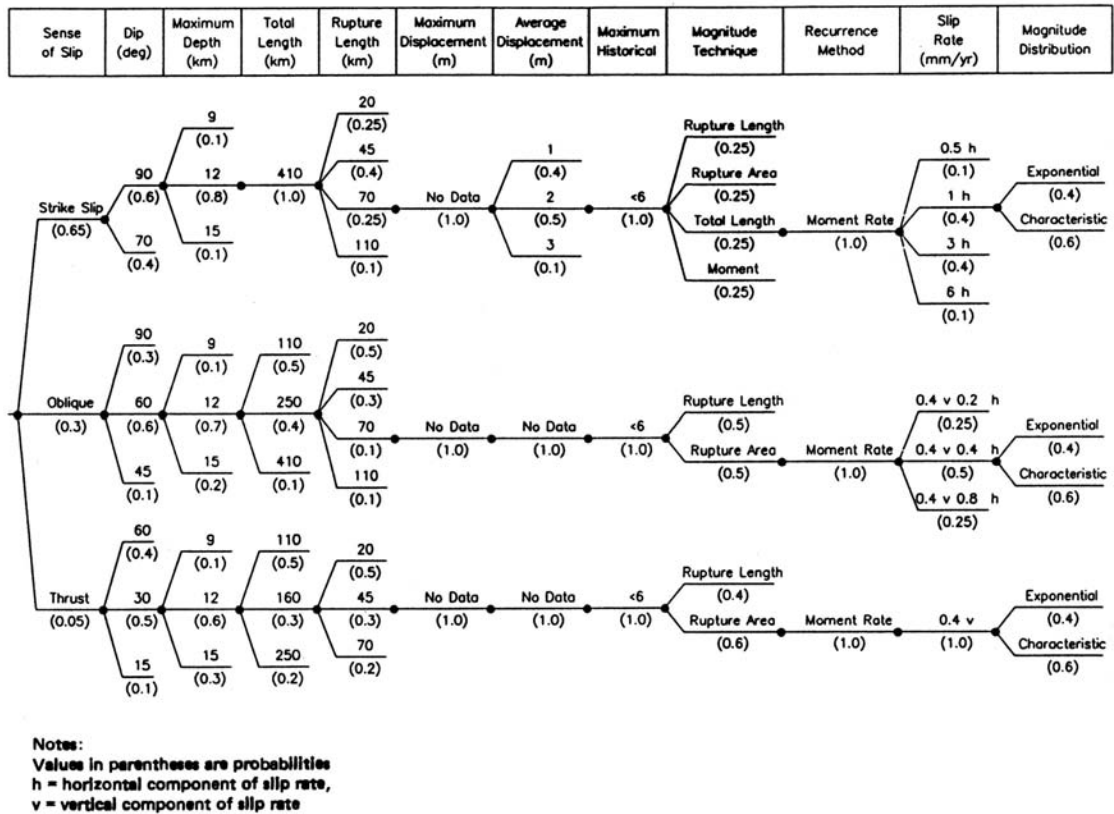 Sense of Slip
Dip (deg)
Maximum Depth (km)
Total Length (km)
Rupture Length (km)
Maximum Displacement (m)
Average Displacement (m)
Maximum Historical
Magnitude Technique
Recurrence Method
Slip Rate (mm/yr)
Magnitude Distribution
Strike Slip
(0.65)
90
(0.6)
70
(0.4)
9
(0.1)
12
(0.8)
15
(0.1)
410
(1.0)
20
(0.25)
45
(0.4)
70
(0.25)
110
(0.1)
No Data
(1.0)
1
(0.4)
2
(0.5)
3
(0.1)
<6
(1.0)
Rupture Length
(0.25)
Rupture Area
(0.25)
Total Length
(0.25)
Moment
(0.25)
Moment Rate
(1.0)
0.5 h
(0.1)
1 h
(0.4)
3 h
(0.4)
6 h
(0.1)
Exponential
(0.4)
Characteristic
(0.6)
Oblique
(0.3)
90
(0.3)
60
(0.6)
45
(0.1)
9
(0.1)
12
(0.7)
15
(0.2)
110
(0.5)
250
(0.4)
410
(0.1)
20
(0.5)
45
(0.3)
70
(0.1)
110
(0.1)
No Data
(1.0)
No Data
(1.0)
<6
(1.0)
Rupture Length
(0.5)
Rupture Area
(0.5)
Moment Rate
(1.0)
0.4 v 0.2 h
(0.25)
0.4 v 0.4 h
(0.5)
0.4 v 0.8 h
(0.25)
Exponential
(0.4)
Characteristic
(0.6)
Thrust
(0.05)
60
(0.4)
30
(0.5)
15
(0.1)
9
(0.1)
12
(0.6)
15
(0.3)
110
(0.5)
160
(0.3)
250
(0.2)
20
(0.5)
45
(0.3)
70
(0.2)
No Data
(1.0)
No Data
(1.0)
<6
(1.0)
Rupture Length
(0.4)
Rupture Area
(0.6)
Moment Rate
(1.0)
0.4 v
(1.0)
Exponential
(0.4)
Characteristic
(0.6)
Notes:
Values in parentheses are probabilities
h = horizontal component of slip rate,
v = vertical component of slip rate